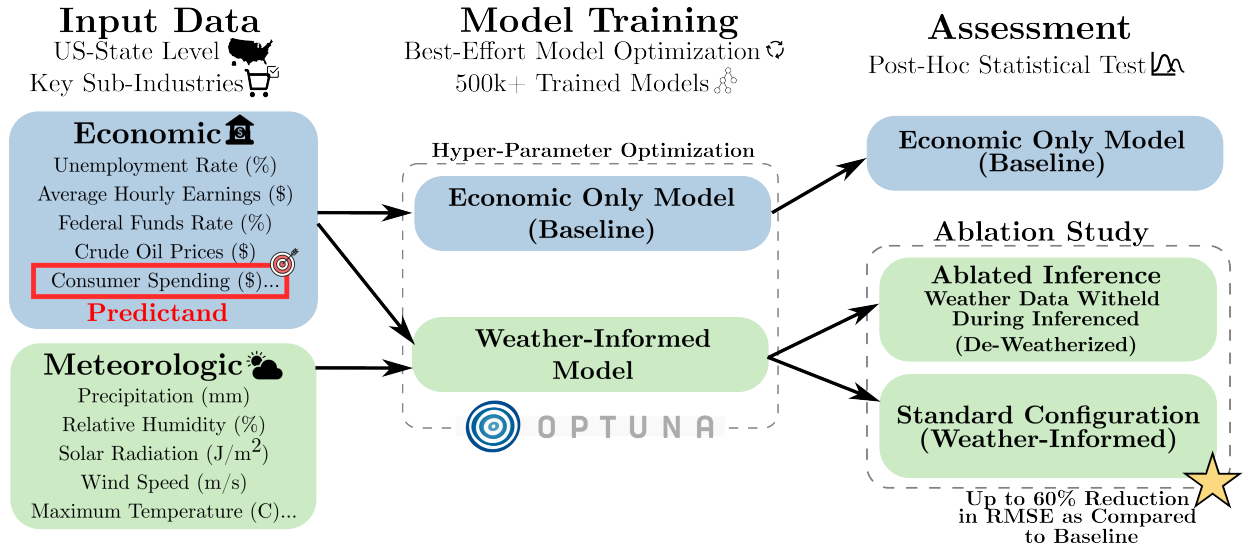 Input Data
US-State Level
Key Sub-Industries
Economic
$
Unemployment Rate (%)
Average Hourly Earnings ($)
Federal Funds Rate (%)
Crude Oil Prices ($)
Consumer Spending ($)...
Predictand
Meteorologic
Precipitation (mm)
Relative Humidity (%)
Solar Radiation (J/m²)
Wind Speed (m/s)
Maximum Temperature (C)...
Model Training
Best-Effort Model Optimization
500k+ Trained Models
Hyper-Parameter Optimization
Economic Only Model
(Baseline)
Weather-Informed
Model
OPTUNA
Assessment
Post-Hoc Statistical Test
Economic Only Model
(Baseline)
Ablation Study
Ablated Inference
Weather Data Witheld
During Inferenced
(De-Weatherized)
Standard Configuration
(Weather-Informed)
Up to 60% Reduction
in RMSE as Compared
to Baseline